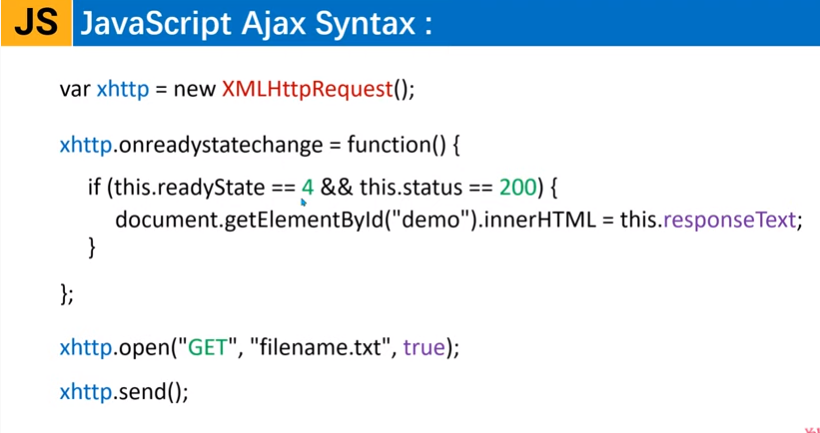 JS JavaScript Ajax Syntax :
var xhttp = new XMLHttpRequest();
xhttp.onreadystatechange = function() {
if (this.readyState == 4 && this.status == 200) {
document.getElementById("demo").innerHTML = this.responseText;
}
};
xhttp.open("GET", "filename.txt", true);
xhttp.send();